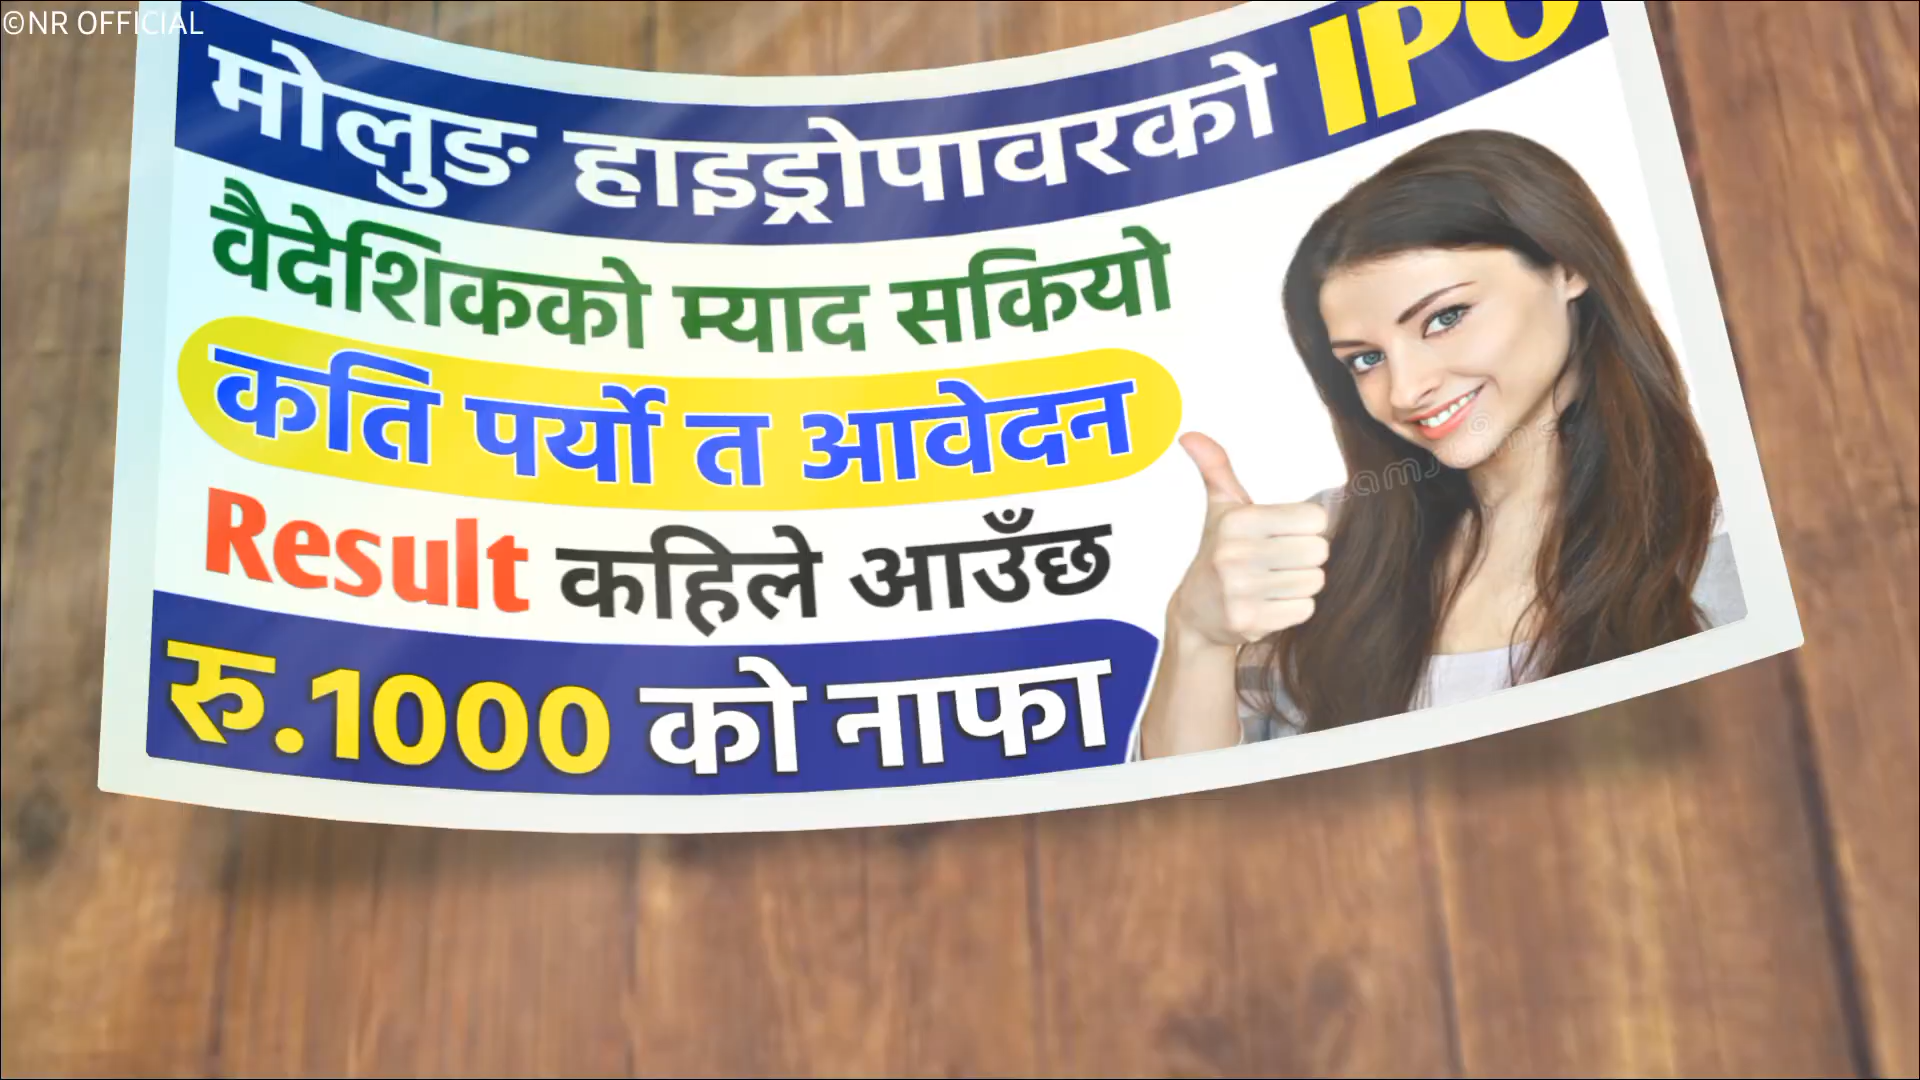 ©NR OFFICIAL
मोलुङ हाइड्रोपावरको IPO
वैदेशिकको म्याद सकियो
कति पर्यो त आवेदन
Result कहिले आउँछ
रु.1000 को नाफा